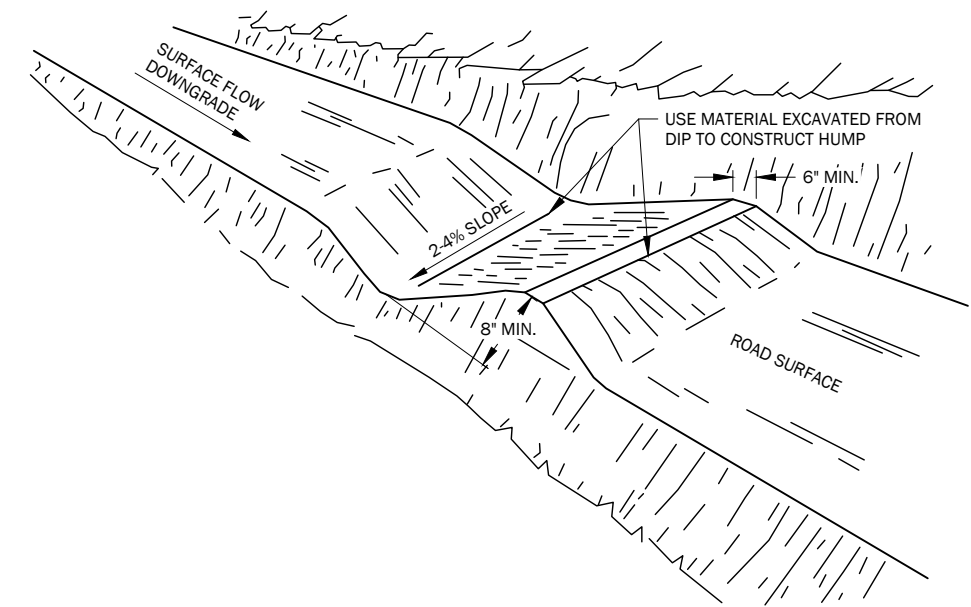 SURFACE FLOW
DOWNGRADE
USE MATERIAL EXCAVATED FROM
DIP TO CONSTRUCT HUMP
6" MIN.
2-4% SLOPE
8" MIN.
ROAD SURFACE